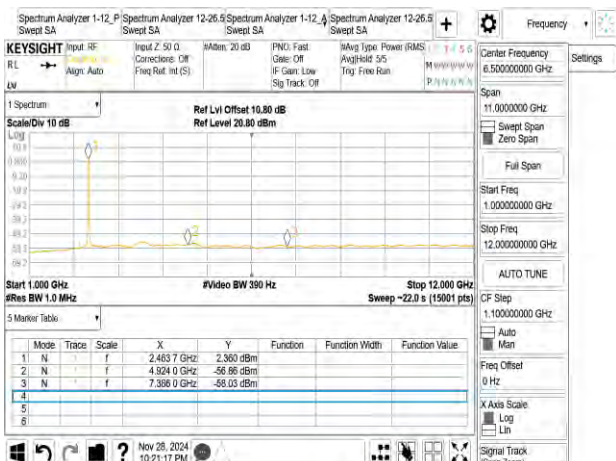 Spectrum Analyzer 1-12_P
Swept SA
Spectrum Analyzer 12-26.5
Swept SA
Spectrum Analyzer 1-12_A
Swept SA
Spectrum Analyzer 12-26.5
Swept SA
Frequency
KEYSIGHT
RL
Input: RF
Align: Auto
Input Z: 50 Ω
Corrections: Off
Freq Ref: Int (S)
#Atten: 20 dB
PNO: Fast
Gate: Off
IF Gain: Low
Sig Track: Off
#Avg Type: Power (RMS)
Avg|Hold: 5/5
Trig: Free Run
Center Frequency
6.500000000 GHz
Settings
Span
11.0000000 GHz
Swept Span
Zero Span
Full Span
Start Freq
1.000000000 GHz
Stop Freq
12.000000000 GHz
AUTO TUNE
CF Step
1.100000000 GHz
Auto
Man
Freq Offset
0 Hz
X Axis Scale
Log
Lin
Signal Track
1 Spectrum
Scale/Div 10 dB
Ref Lvl Offset 10.80 dB
Ref Level 20.80 dBm
Log
1
2
3
Start 1.000 GHz
#Video BW 390 Hz
Stop 12.000 GHz
#Res BW 1.0 MHz
Sweep ~22.0 s (15001 pts)
5 Marker Table
Mode Trace Scale X Y Function Function Width Function Value
1 N f 2.463 7 GHz 2.360 dBm
2 N f 4.924 0 GHz -56.86 dBm
3 N f 7.386 0 GHz -58.03 dBm
4
5
6
Nov 28, 2024
10:21:17 PM